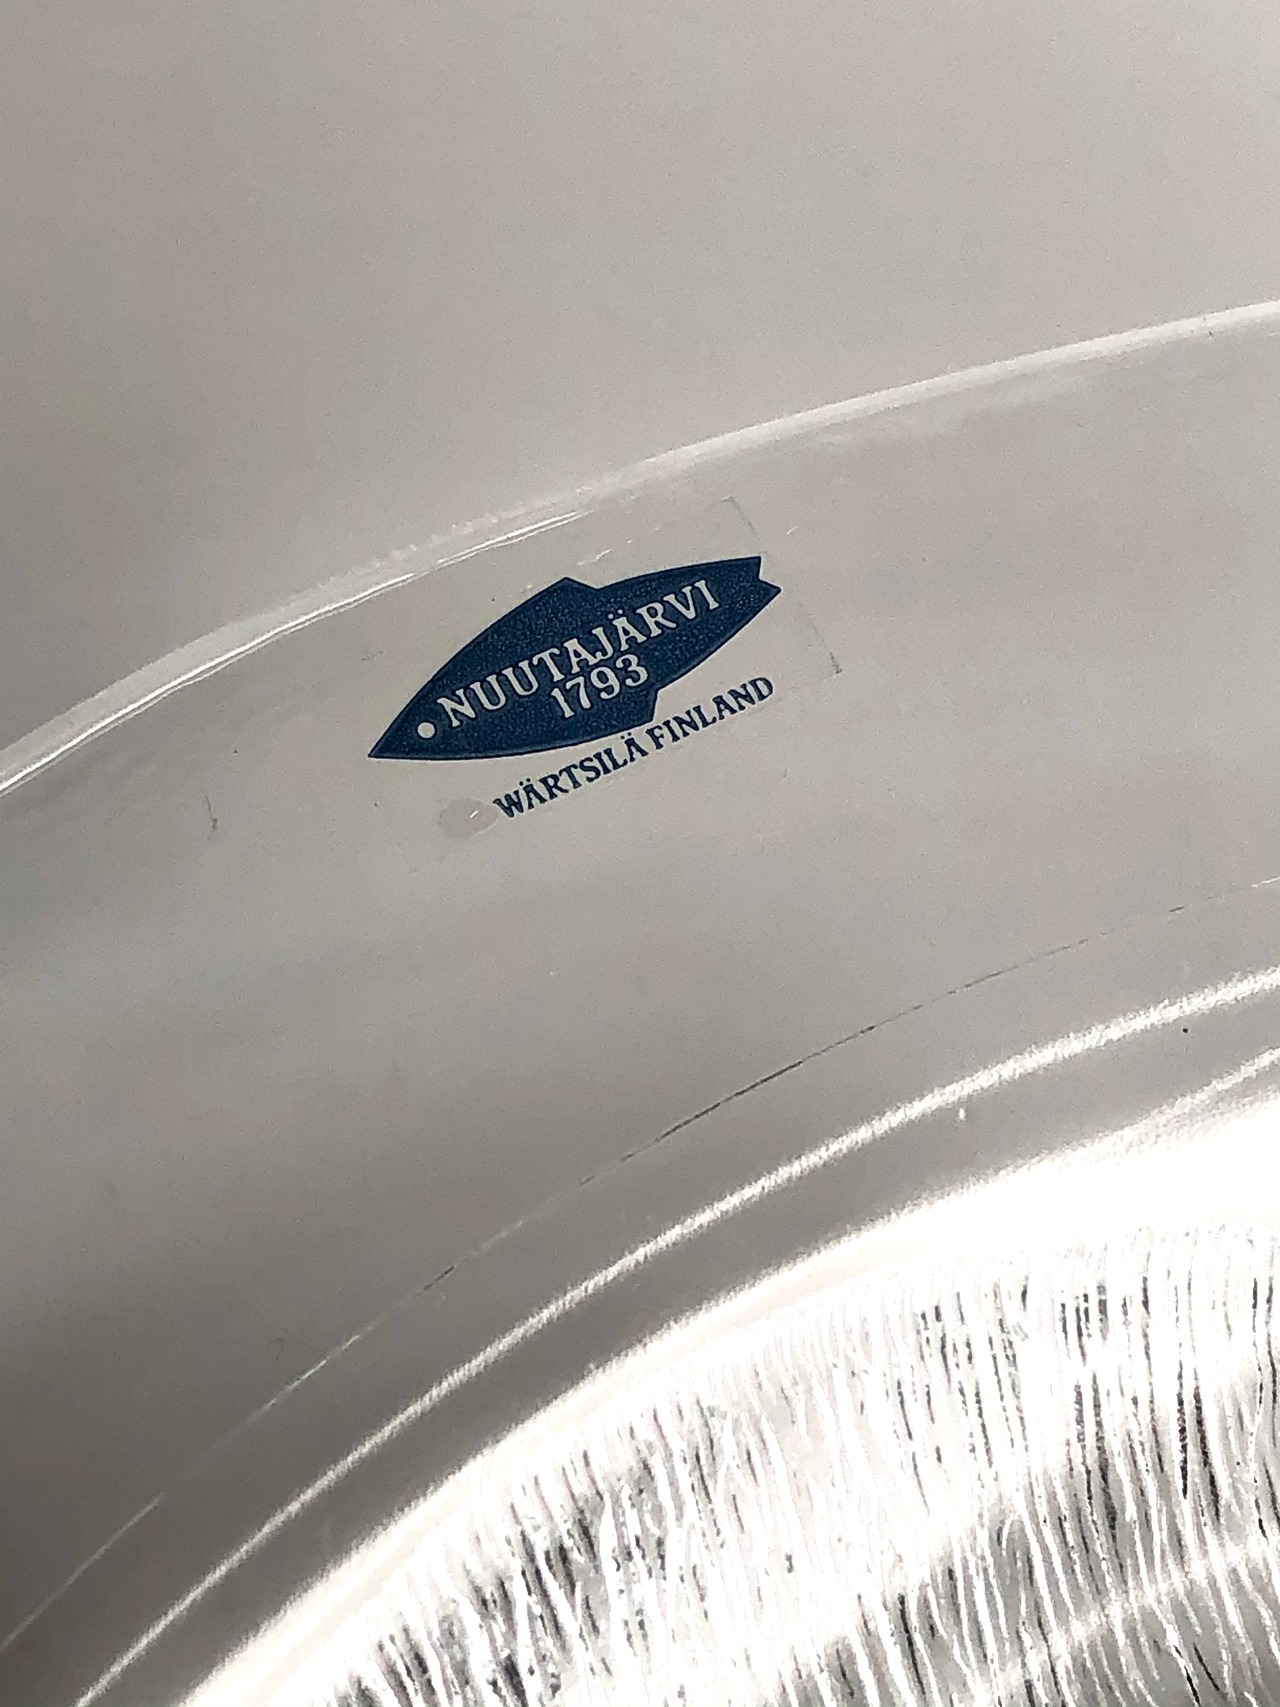 NUUTAJÄRVI
1793
WÄRTSILÄ FINLAND